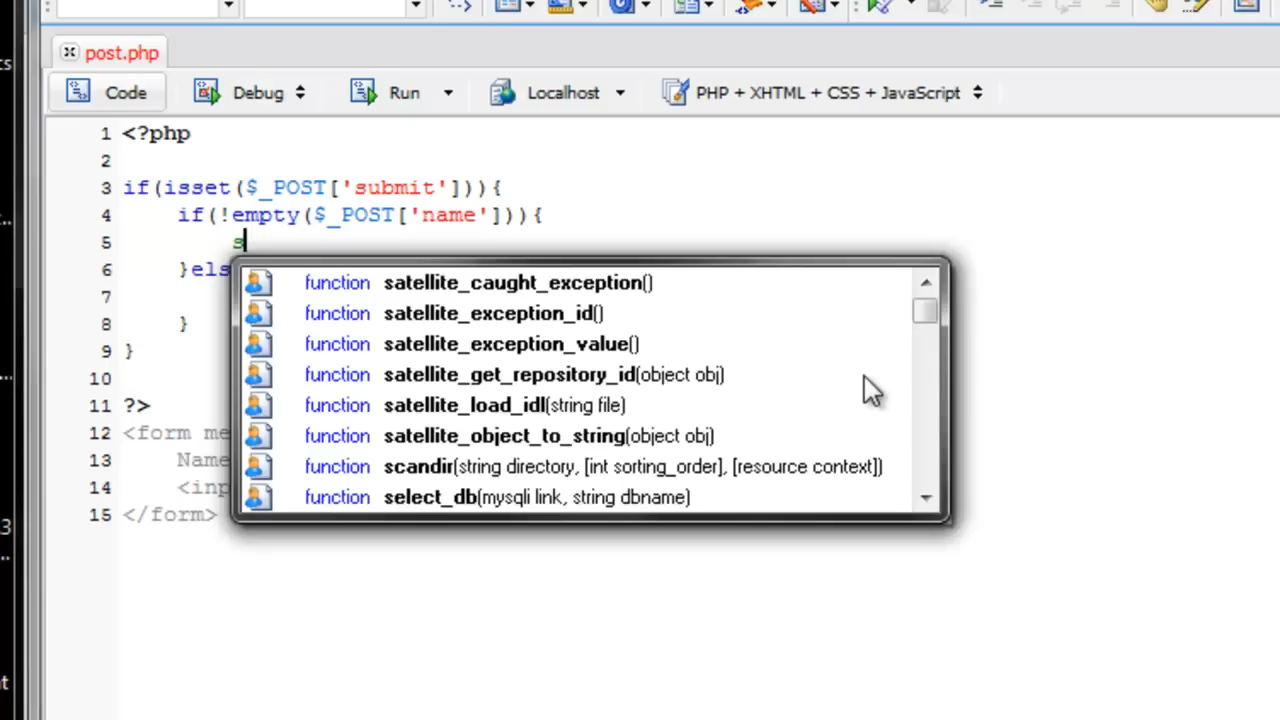 post.php
Code Debug Run Localhost PHP + XHTML + CSS + JavaScript
1 <?php
2
3 if(isset($_POST['submit'])){
4 if(!empty($_POST['name'])){
5 s
6 }els
7
8 }
9 }
10
11 ?>
12 <form me
13 Name
14 <inp
15 </form>
function satellite_caught_exception()
function satellite_exception_id()
function satellite_exception_value()
function satellite_get_repository_id(object obj)
function satellite_load_idl(string file)
function satellite_object_to_string(object obj)
function scandir(string directory, [int sorting_order], [resource context])
function select_db(mysqli link, string dbname)